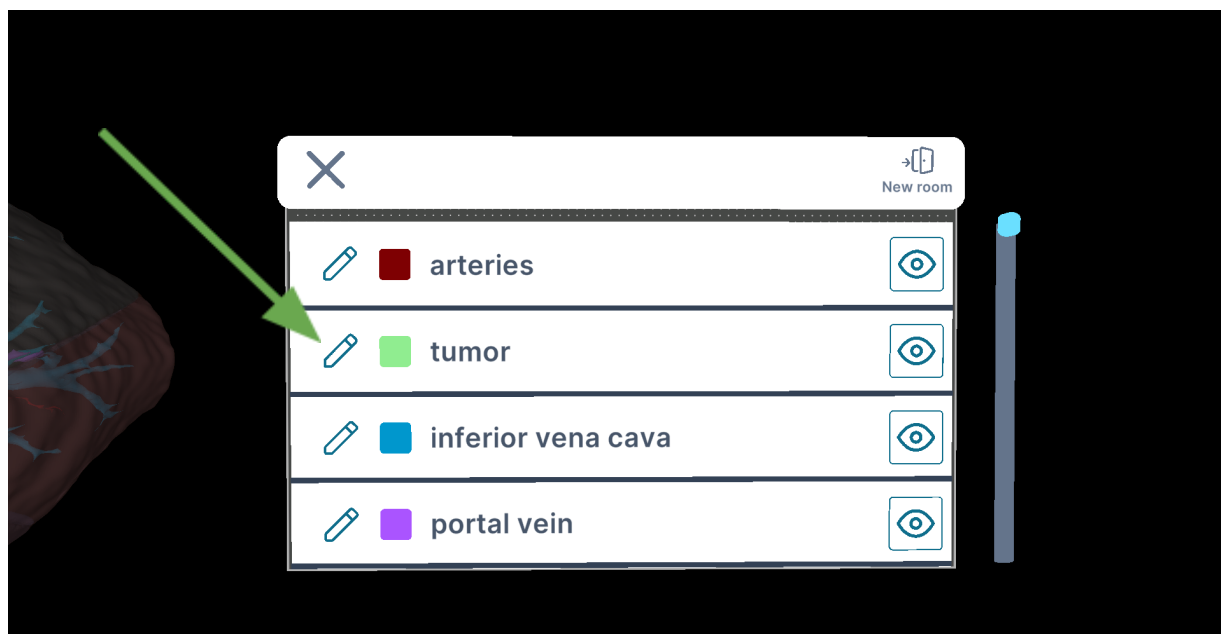 New room
arteries
tumor
inferior vena cava
portal vein